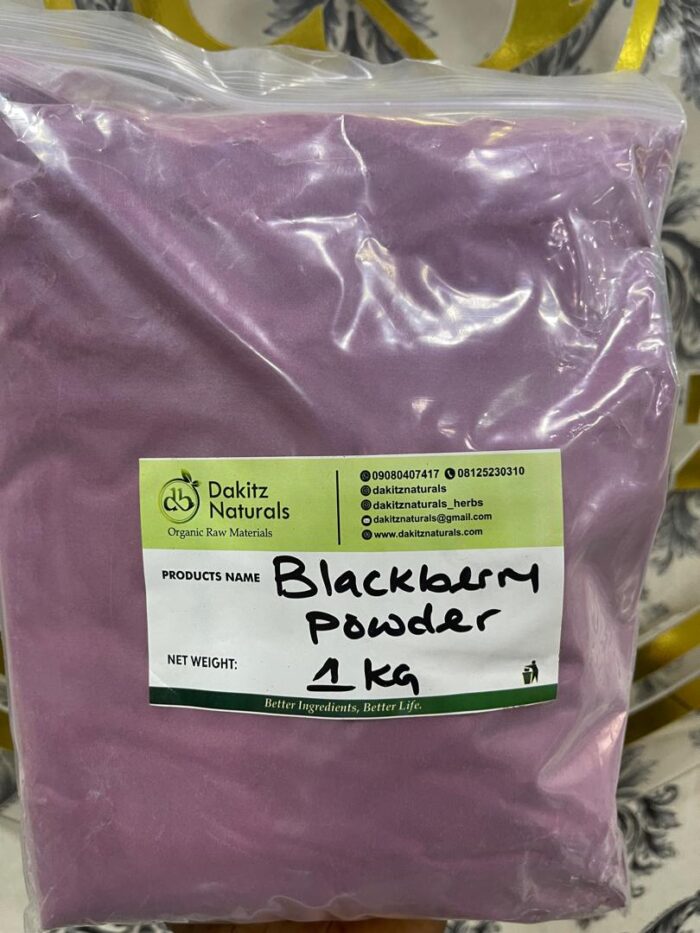 Dakitz
Naturals
Organic Raw Materials
09080407417 08125230310
dakitznaturals
dakitznaturals_herbs
dakitznaturals@gmail.com
www.dakitznaturals.com
PRODUCTS NAME Blackberry
powder
NET WEIGHT: 1 KG
Better Ingredients, Better Life.